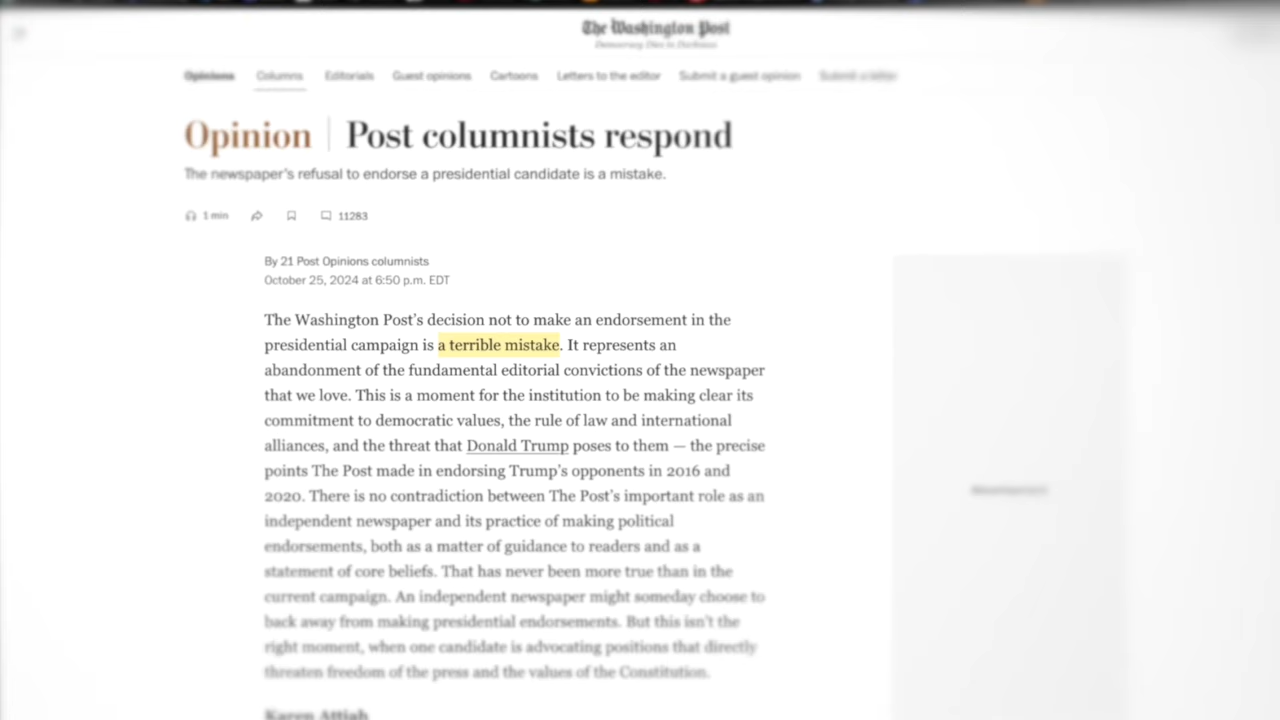 The Washington Post
Democracy Dies in Darkness
Opinions Columns Editorials Guest opinions Cartoons Letters to the editor Submit a guest opinion Submit a letter
Opinion Post columnists respond
The newspaper's refusal to endorse a presidential candidate is a mistake.
1 min 11283
By 21 Post Opinions columnists
October 25, 2024 at 6:50 p.m. EDT
The Washington Post's decision not to make an endorsement in the
presidential campaign is a terrible mistake. It represents an
abandonment of the fundamental editorial convictions of the newspaper
that we love. This is a moment for the institution to be making clear its
commitment to democratic values, the rule of law and international
alliances, and the threat that Donald Trump poses to them — the precise
points The Post made in endorsing Trump's opponents in 2016 and
2020. There is no contradiction between The Post's important role as an
independent newspaper and its practice of making political
endorsements, both as a matter of guidance to readers and as a
statement of core beliefs. That has never been more true than in the
current campaign. An independent newspaper might someday choose to
back away from making presidential endorsements. But this isn't the
right moment, when one candidate is advocating positions that directly
threaten freedom of the press and the values of the Constitution.
Karen Attiah
Advertisement